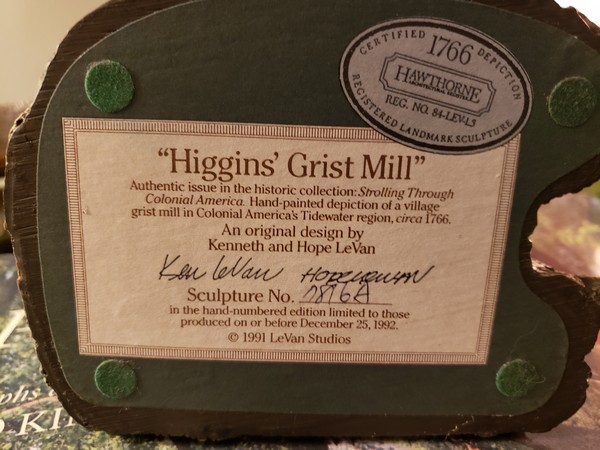 CERTIFIED 1766 DEPICTION
HAWTHORNE
REG. NO. 84-LEV-L3
REGISTERED LANDMARK SCULPTURE
"Higgins' Grist Mill"
Authentic issue in the historic collection: Strolling Through
Colonial America. Hand-painted depiction of a village
grist mill in Colonial America's Tidewater region, circa 1766.
An original design by
Kenneth and Hope LeVan
Ken LeVan
Sculpture No. 7876A
in the hand-numbered edition limited to those
produced on or before December 25, 1992.
© 1991 LeVan Studios